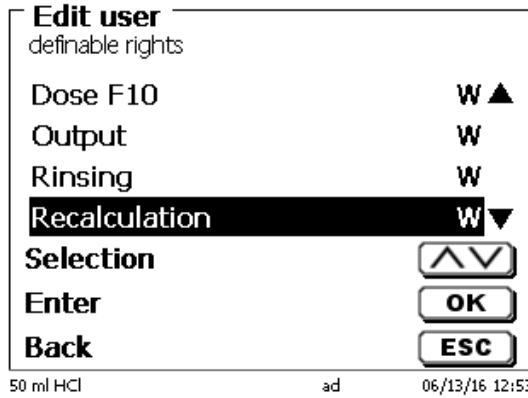 Edit user
definable rights
Dose F10 W
Output W
Rinsing W
Recalculation W
Selection
Enter OK
Back ESC
50 ml HCl ad 06/13/16 12:53